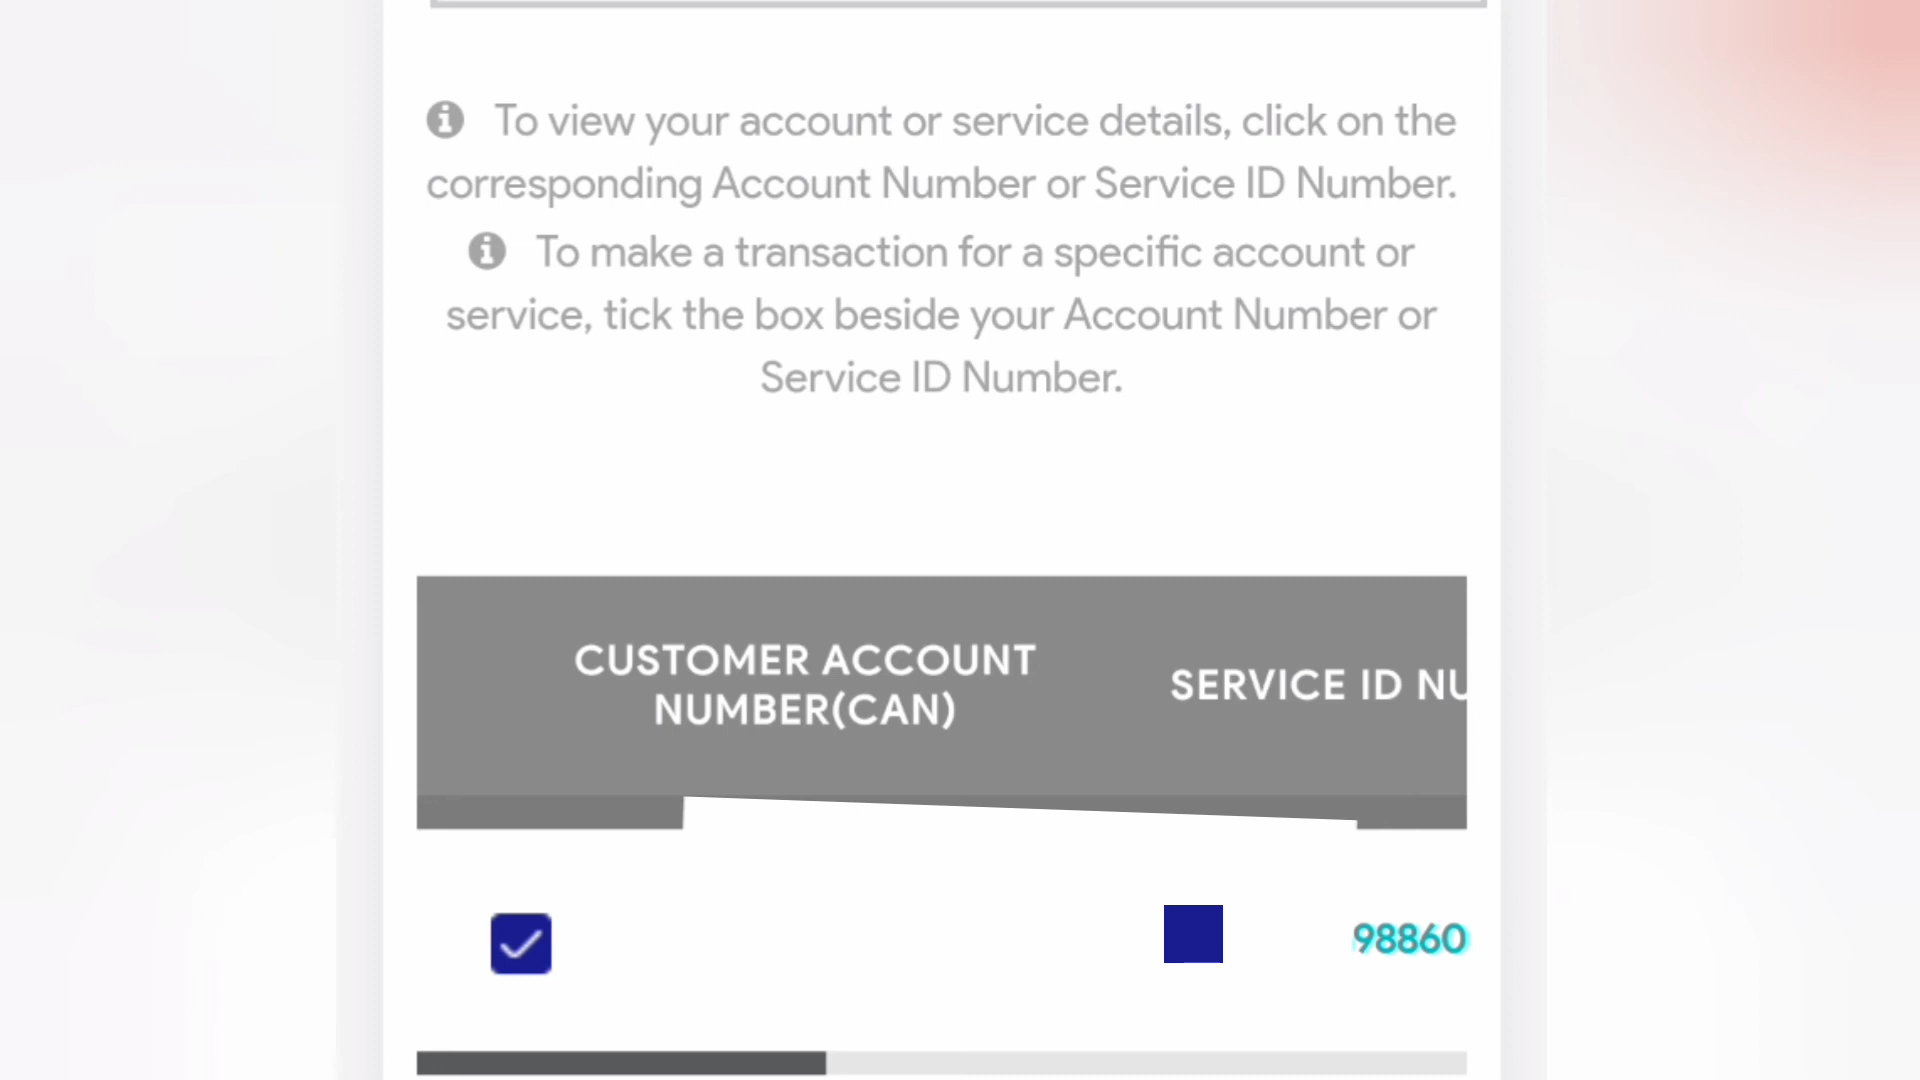 To view your account or service details, click on the
corresponding Account Number or Service ID Number.
To make a transaction for a specific account or
service, tick the box beside your Account Number or
Service ID Number.
CUSTOMER ACCOUNT
NUMBER(CAN)
SERVICE ID NU
98860